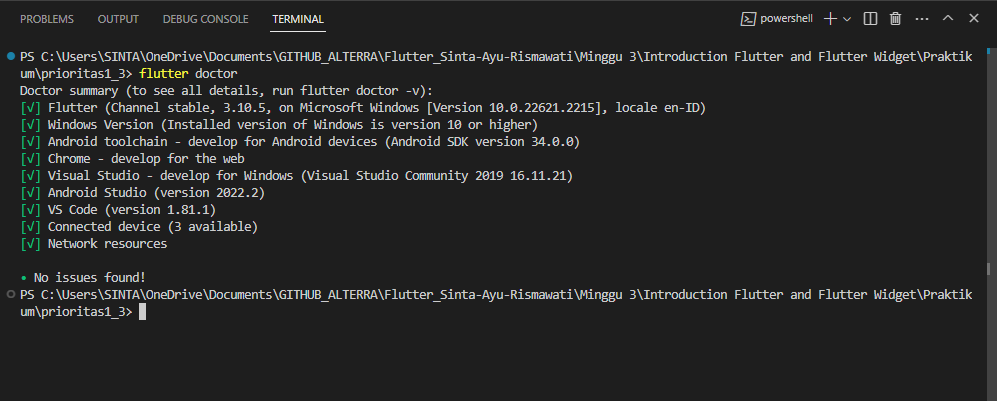 PROBLEMS OUTPUT DEBUG CONSOLE TERMINAL powershell
PS C:\Users\SINTA\OneDrive\Documents\GITHUB_ALTERRA\Flutter_Sinta-Ayu-Rismawati\Minggu 3\Introduction Flutter and Flutter Widget\Praktik
um\prioritas1_3> flutter doctor
Doctor summary (to see all details, run flutter doctor -v):
[√] Flutter (Channel stable, 3.10.5, on Microsoft Windows [Version 10.0.22621.2215], locale en-ID)
[√] Windows Version (Installed version of Windows is version 10 or higher)
[√] Android toolchain - develop for Android devices (Android SDK version 34.0.0)
[√] Chrome - develop for the web
[√] Visual Studio - develop for Windows (Visual Studio Community 2019 16.11.21)
[√] Android Studio (version 2022.2)
[√] VS Code (version 1.81.1)
[√] Connected device (3 available)
[√] Network resources
• No issues found!
PS C:\Users\SINTA\OneDrive\Documents\GITHUB_ALTERRA\Flutter_Sinta-Ayu-Rismawati\Minggu 3\Introduction Flutter and Flutter Widget\Praktik
um\prioritas1_3>